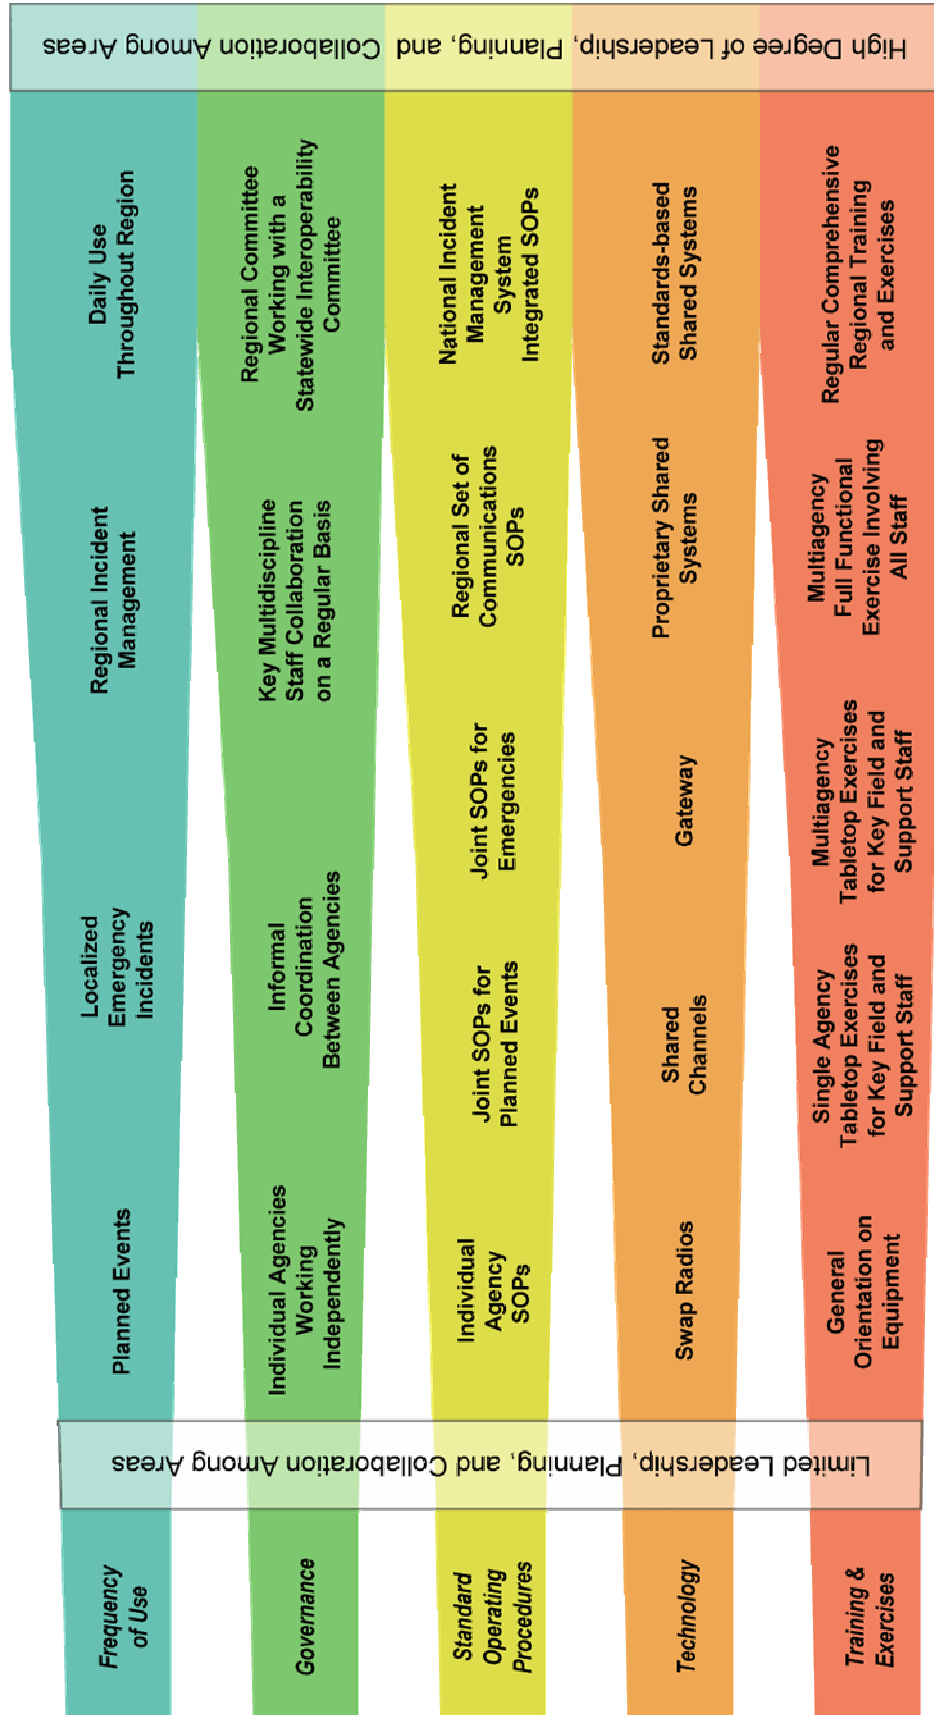 Limited Leadership, Planning, and Collaboration Among Areas
High Degree of Leadership, Planning, and Collaboration Among Areas
Frequency
of Use
Planned Events
Localized
Emergency
Incidents
Regional Incident
Management
Daily Use
Throughout Region
Governance
Individual Agencies
Working
Independently
Informal
Coordination
Between Agencies
Key Multidiscipline
Staff Collaboration
on a Regular Basis
Regional Committee
Working with a
Statewide Interoperability
Committee
Standard
Operating
Procedures
Individual
Agency
SOPs
Joint SOPs for
Planned Events
Joint SOPs for
Emergencies
Regional Set of
Communications
SOPs
National Incident
Management
System
Integrated SOPs
Technology
Swap Radios
Shared
Channels
Gateway
Proprietary Shared
Systems
Standards-based
Shared Systems
Training &
Exercises
General
Orientation on
Equipment
Single Agency
Tabletop Exercises
for Key Field and
Support Staff
Multiagency
Tabletop Exercises
for Key Field and
Support Staff
Multiagency
Full Functional
Exercise Involving
All Staff
Regular Comprehensive
Regional Training
and Exercises